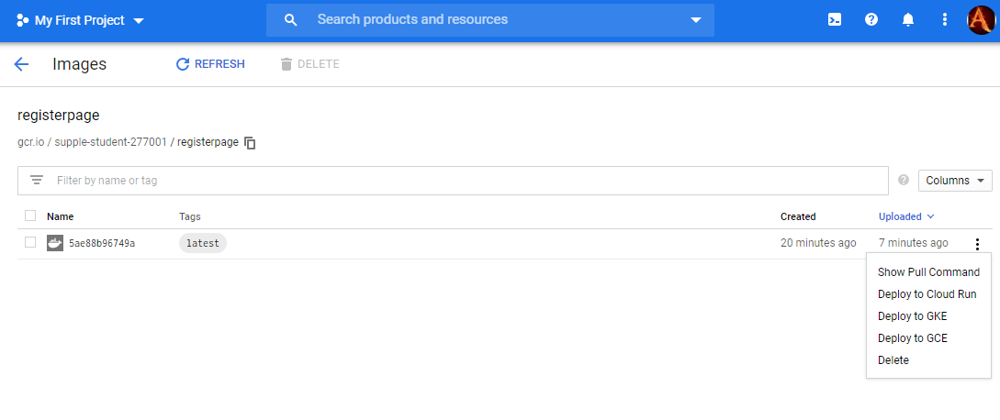 My First Project
Search products and resources
Images
REFRESH
DELETE
registerpage
gcr.io / supple-student-277001 / registerpage
Filter by name or tag
Columns
Name Tags Created Uploaded
5ae88b96749a latest 20 minutes ago 7 minutes ago
Show Pull Command
Deploy to Cloud Run
Deploy to GKE
Deploy to GCE
Delete